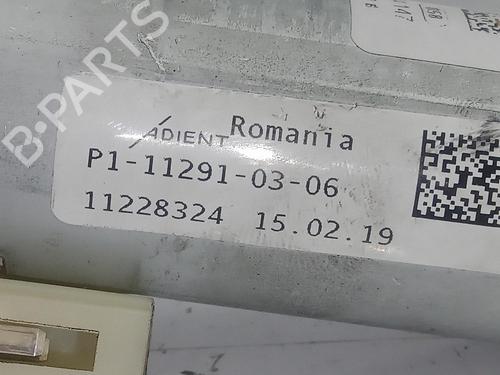 B-PARTS
ADIENT Romania
P1-11291-03-06
11228324 15.02.19